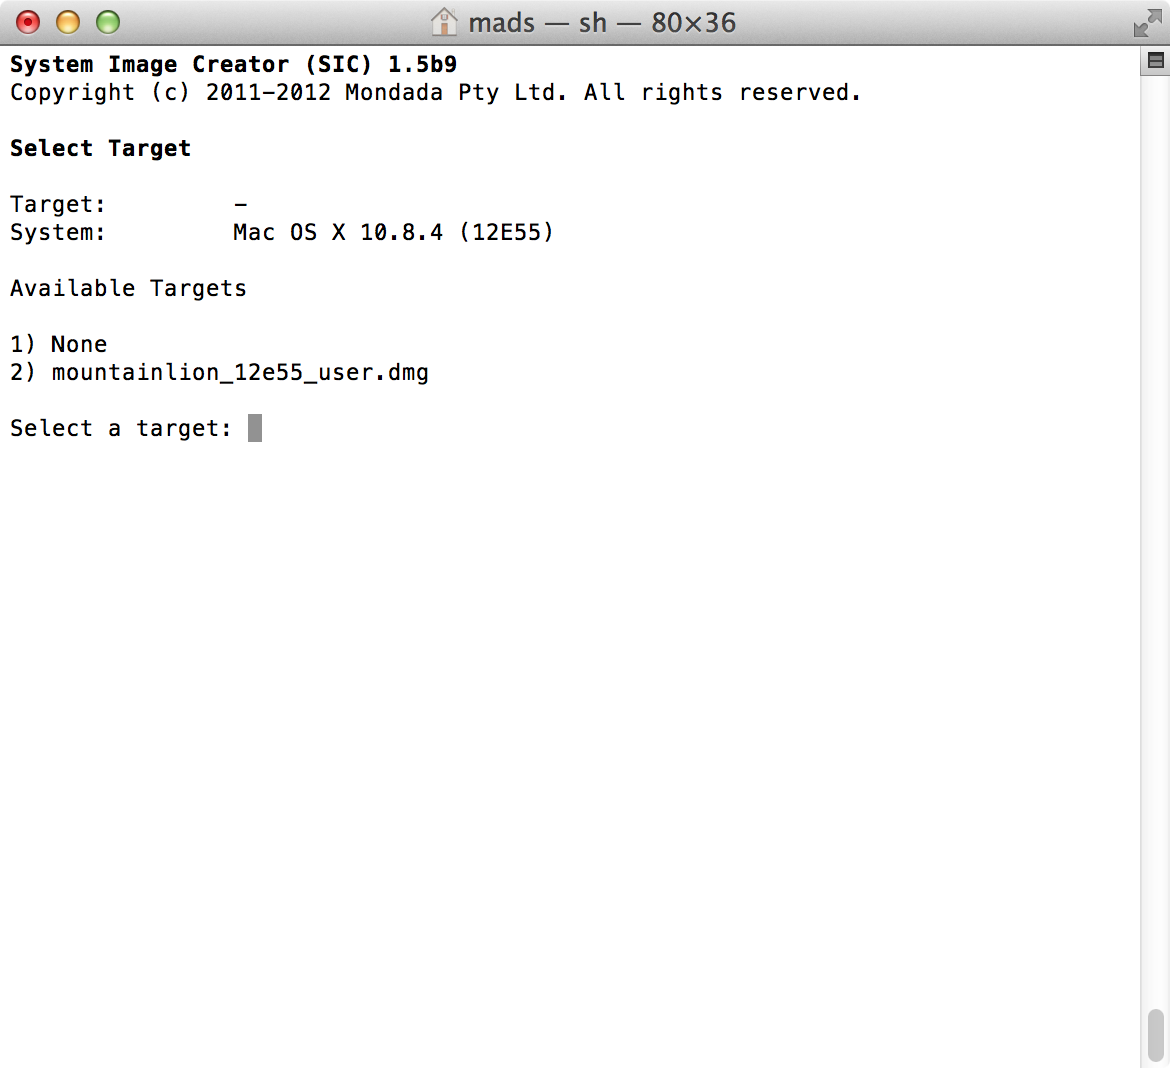 mads — sh — 80×36
System Image Creator (SIC) 1.5b9
Copyright (c) 2011-2012 Mondada Pty Ltd. All rights reserved.
Select Target
Target: -
System: Mac OS X 10.8.4 (12E55)
Available Targets
1) None
2) mountainlion_12e55_user.dmg
Select a target: